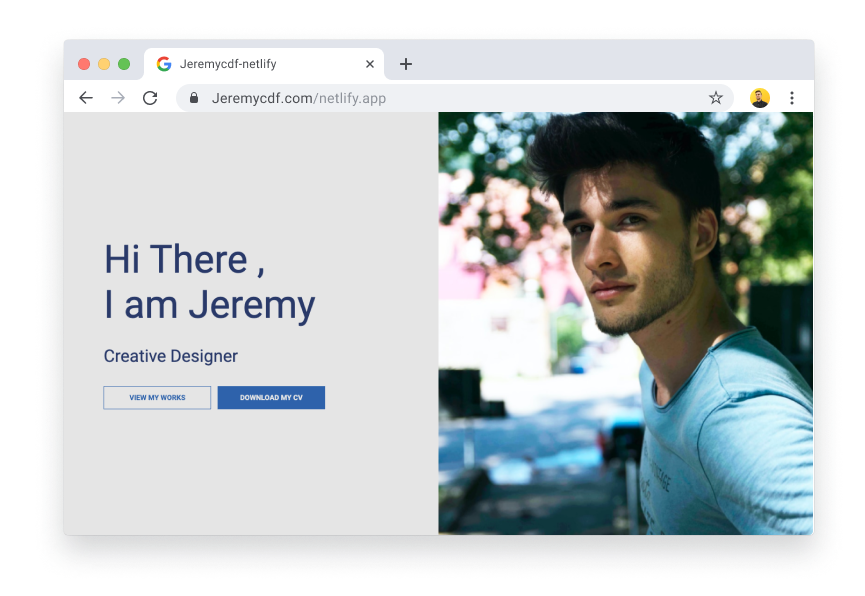 Jeremycdf-netlify
Jeremycdf.com/netlify.app
Hi There ,
I am Jeremy
Creative Designer
VIEW MY WORKS
DOWNLOAD MY CV